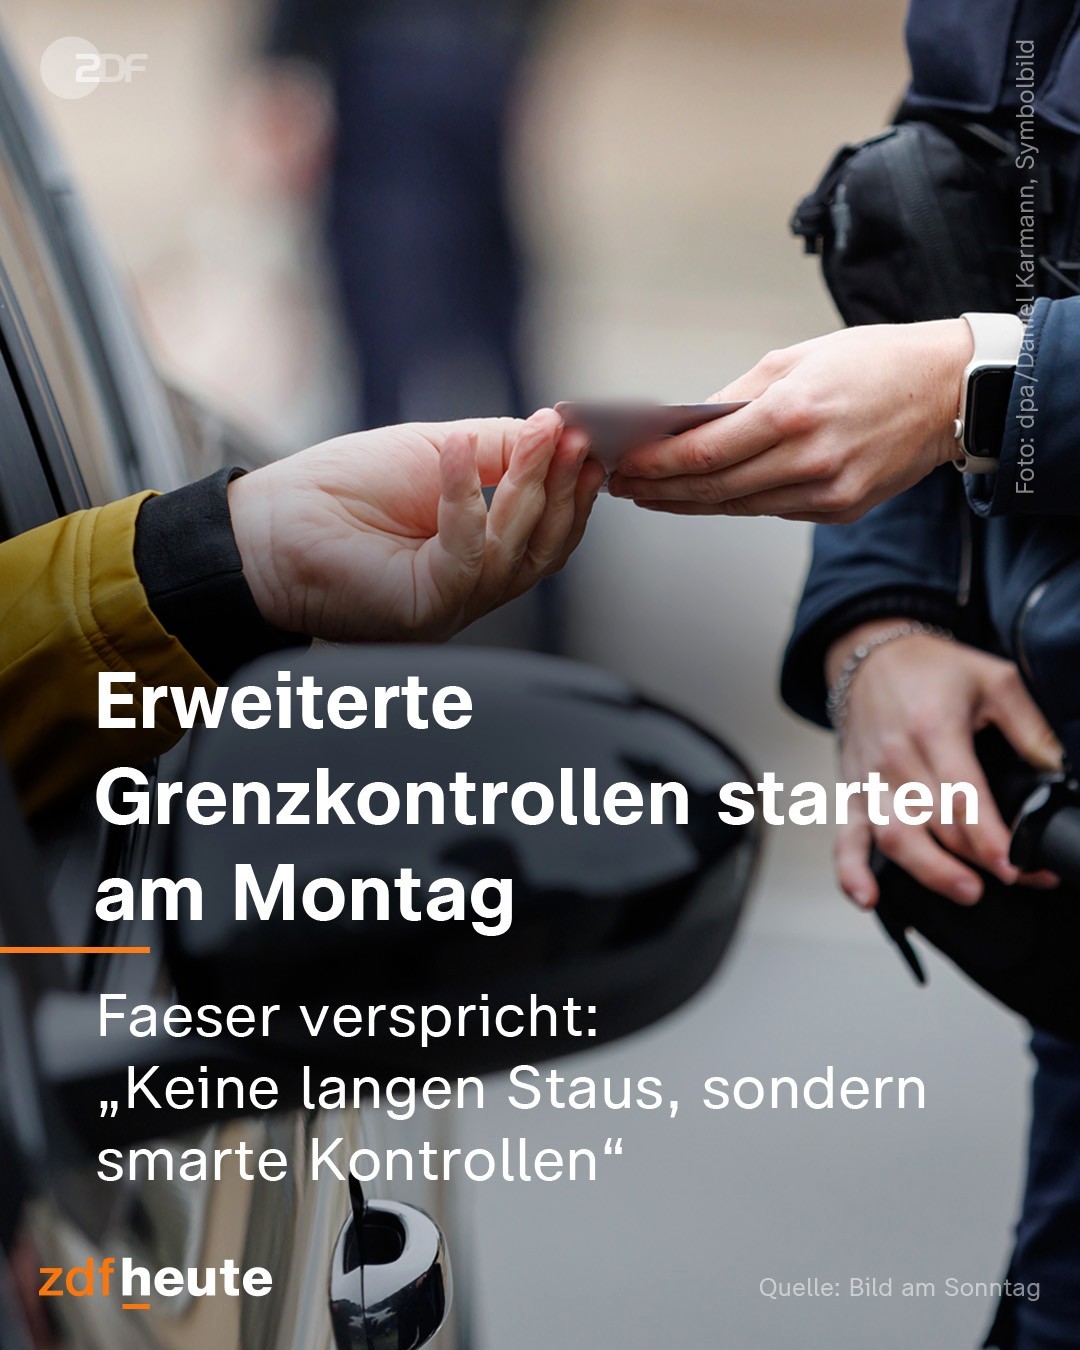 ZDF
Foto: dpa/Daniel Karmann, Symbolbild
Erweiterte
Grenzkontrollen starten
am Montag
Faeser verspricht:
„Keine langen Staus, sondern
smarte Kontrollen“
zdfheute
Quelle: Bild am Sonntag